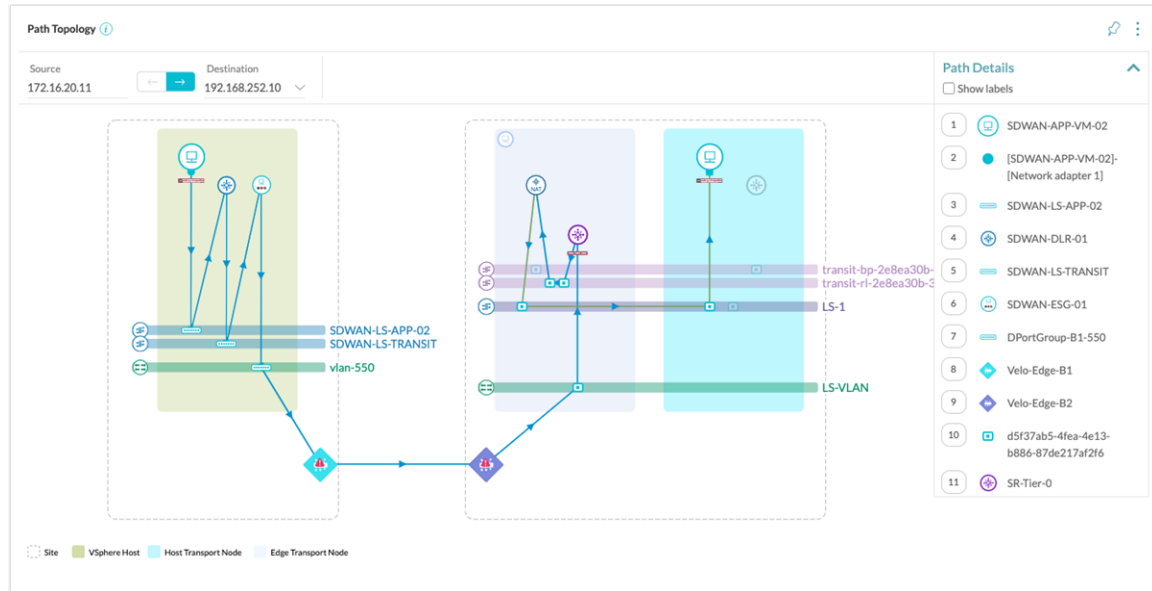 Path Topology
Source
172.16.20.11
Destination
192.168.252.10
Path Details
Show labels
1 SDWAN-APP-VM-02
2 [SDWAN-APP-VM-02]-
[Network adapter 1]
3 SDWAN-LS-APP-02
4 SDWAN-DLR-01
5 SDWAN-LS-TRANSIT
6 SDWAN-ESG-01
7 DPortGroup-B1-550
8 Velo-Edge-B1
9 Velo-Edge-B2
10 d5f37ab5-4fea-4e13-
b886-87de217af2f6
11 SR-Tier-0
NAT
transit-bp-2e8ea30b-
transit-rl-2e8ea30b-3
LS-1
SDWAN-LS-APP-02
SDWAN-LS-TRANSIT
vlan-550
LS-VLAN
Site
VSphere Host
Host Transport Node
Edge Transport Node